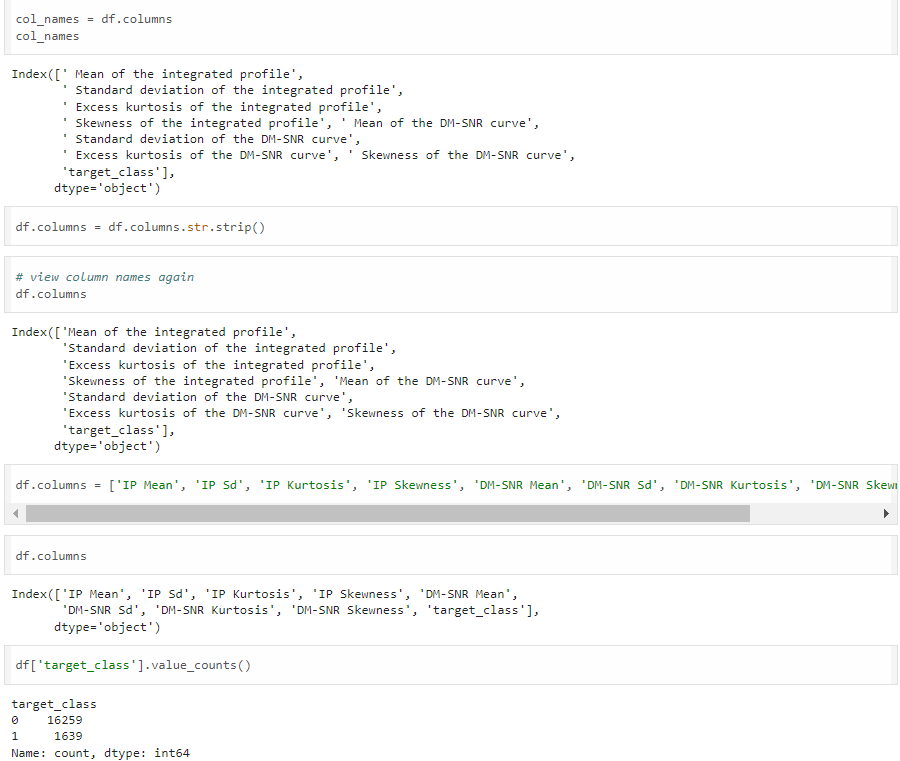 col_names = df.columns
col_names
Index([' Mean of the integrated profile',
' Standard deviation of the integrated profile',
' Excess kurtosis of the integrated profile',
' Skewness of the integrated profile', ' Mean of the DM-SNR curve',
' Standard deviation of the DM-SNR curve',
' Excess kurtosis of the DM-SNR curve', ' Skewness of the DM-SNR curve',
'target_class'],
dtype='object')
df.columns = df.columns.str.strip()
# view column names again
df.columns
Index(['Mean of the integrated profile',
'Standard deviation of the integrated profile',
'Excess kurtosis of the integrated profile',
'Skewness of the integrated profile', 'Mean of the DM-SNR curve',
'Standard deviation of the DM-SNR curve',
'Excess kurtosis of the DM-SNR curve', 'Skewness of the DM-SNR curve',
'target_class'],
dtype='object')
df.columns = ['IP Mean', 'IP Sd', 'IP Kurtosis', 'IP Skewness', 'DM-SNR Mean', 'DM-SNR Sd', 'DM-SNR Kurtosis', 'DM-SNR
df.columns
Index(['IP Mean', 'IP Sd', 'IP Kurtosis', 'IP Skewness', 'DM-SNR Mean',
'DM-SNR Sd', 'DM-SNR Kurtosis', 'DM-SNR Skewness', 'target_class'],
dtype='object')
df['target_class'].value_counts()
target_class
0 16259
1 1639
Name: count, dtype: int64